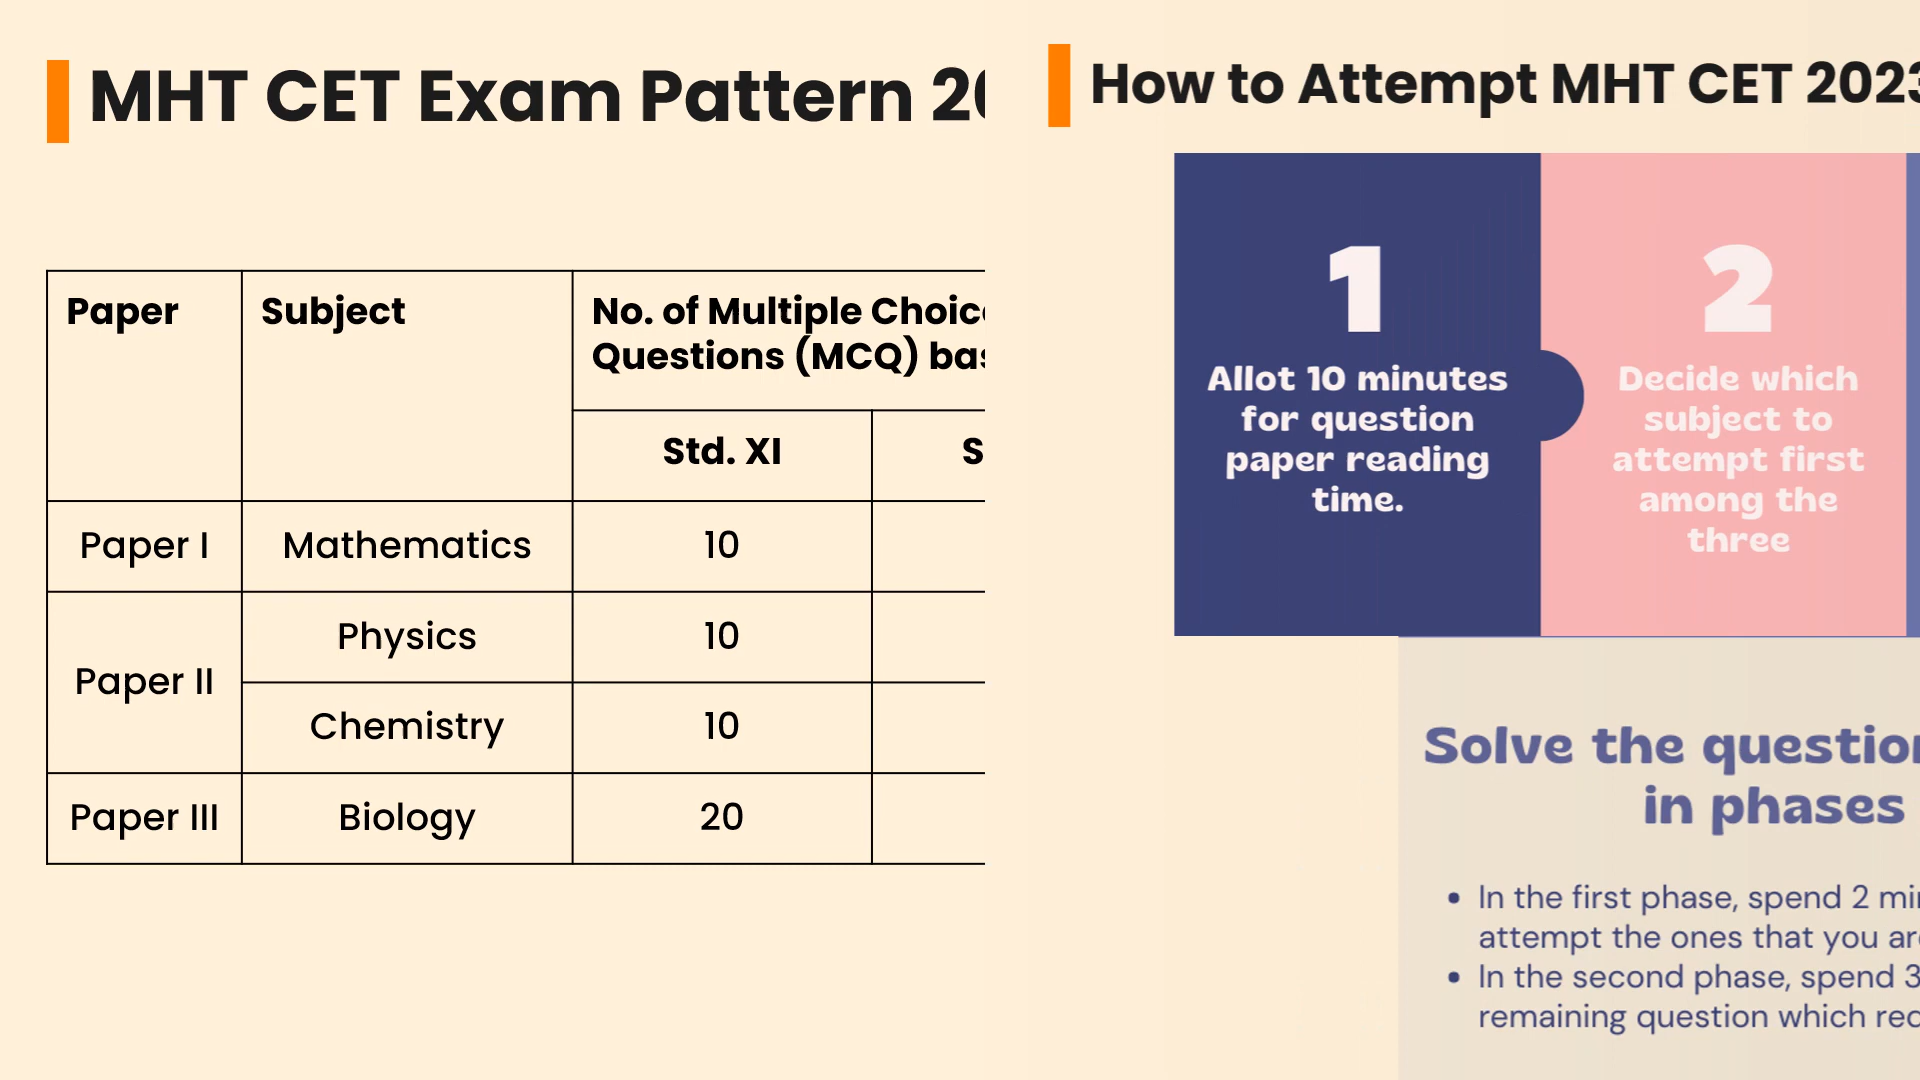 MHT CET Exam Pattern
Paper
Subject
No. of Multiple
Questions (MCQ)
Std. XI
Paper I
Mathematics
10
Paper II
Physics
10
Chemistry
10
Paper III
Biology
20
How to Attempt MHT CET 2023
1
Allot 10 minutes
for question
paper reading
time.
2
Decide which
subject to
attempt first
among the
three
Solve the
in phases
In the first phase, spend 2
attempt the ones that you
In the second phase, spend 3
remaining question which